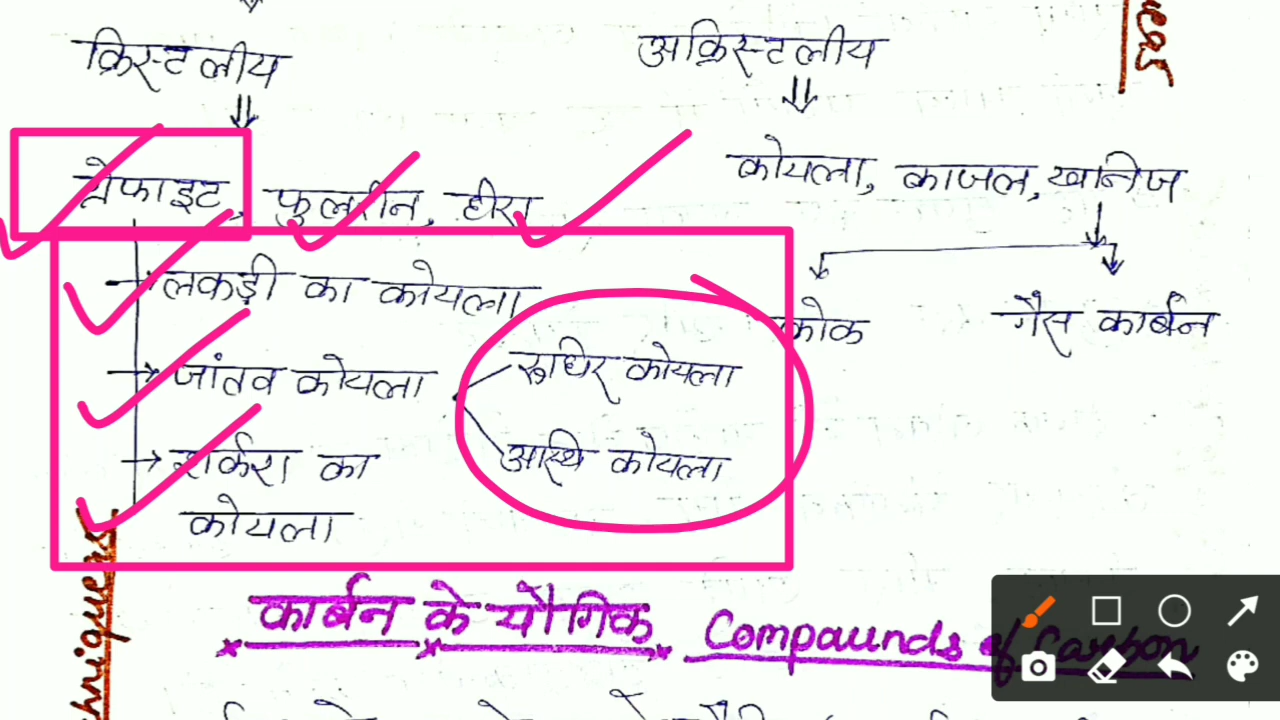 क्रिस्टलीय
अक्रिस्टलीय
ग्रेफाइट, फुलरीन, हीरा
कोयला, काजल, खनिज
लकड़ी का कोयला
कोक
गैस कार्बन
जांतव कोयला
रूधिर कोयला
अस्थि कोयला
शर्करा का
कोयला
कार्बन के यौगिक Compaunds of Carbon